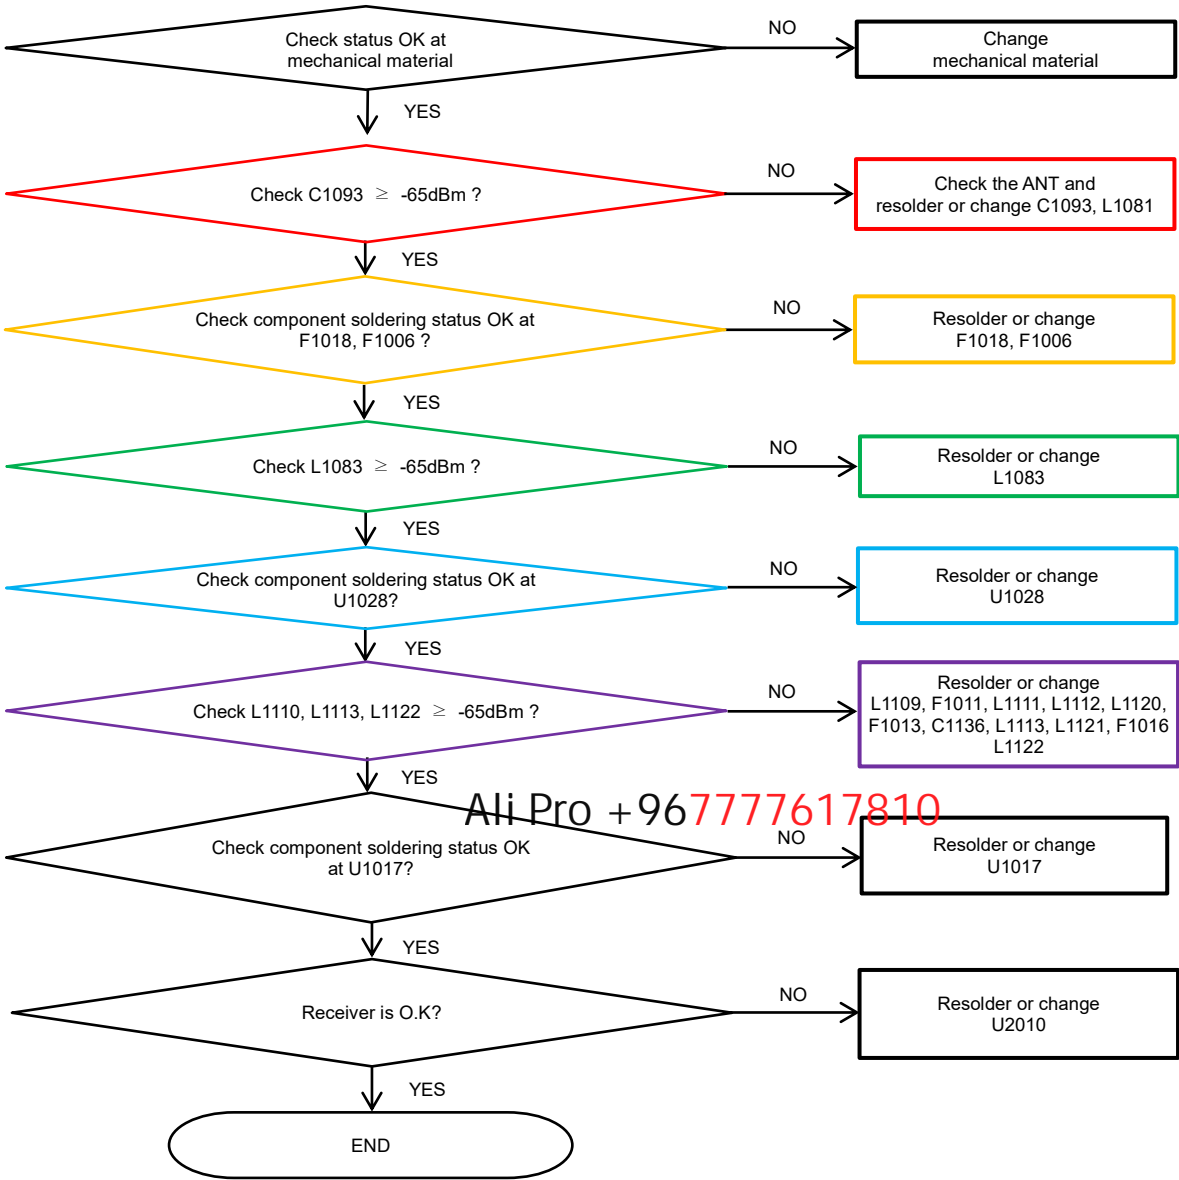 Check status OK at
mechanical material
NO
Change
mechanical material
YES
Check C1093 ≥ -65dBm ?
NO
Check the ANT and
resolder or change C1093, L1081
YES
Check component soldering status OK at
F1018, F1006 ?
NO
Resolder or change
F1018, F1006
YES
Check L1083 ≥ -65dBm ?
NO
Resolder or change
L1083
YES
Check component soldering status OK at
U1028?
NO
Resolder or change
U1028
YES
Check L1110, L1113, L1122 ≥ -65dBm ?
NO
Resolder or change
L1109, F1011, L1111, L1112, L1120,
F1013, C1136, L1113, L1121, F1016
L1122
YES
Ali Pro +967777617810
Check component soldering status OK
at U1017?
NO
Resolder or change
U1017
YES
Receiver is O.K?
NO
Resolder or change
U2010
YES
END